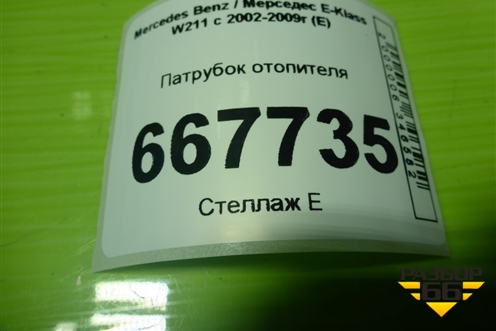 Mercedes Benz / Мерседес E-Klass
W211 с 2002-2009г (E)
Патрубок отопителя
667735
Стеллаж E
РАЗБОР
66